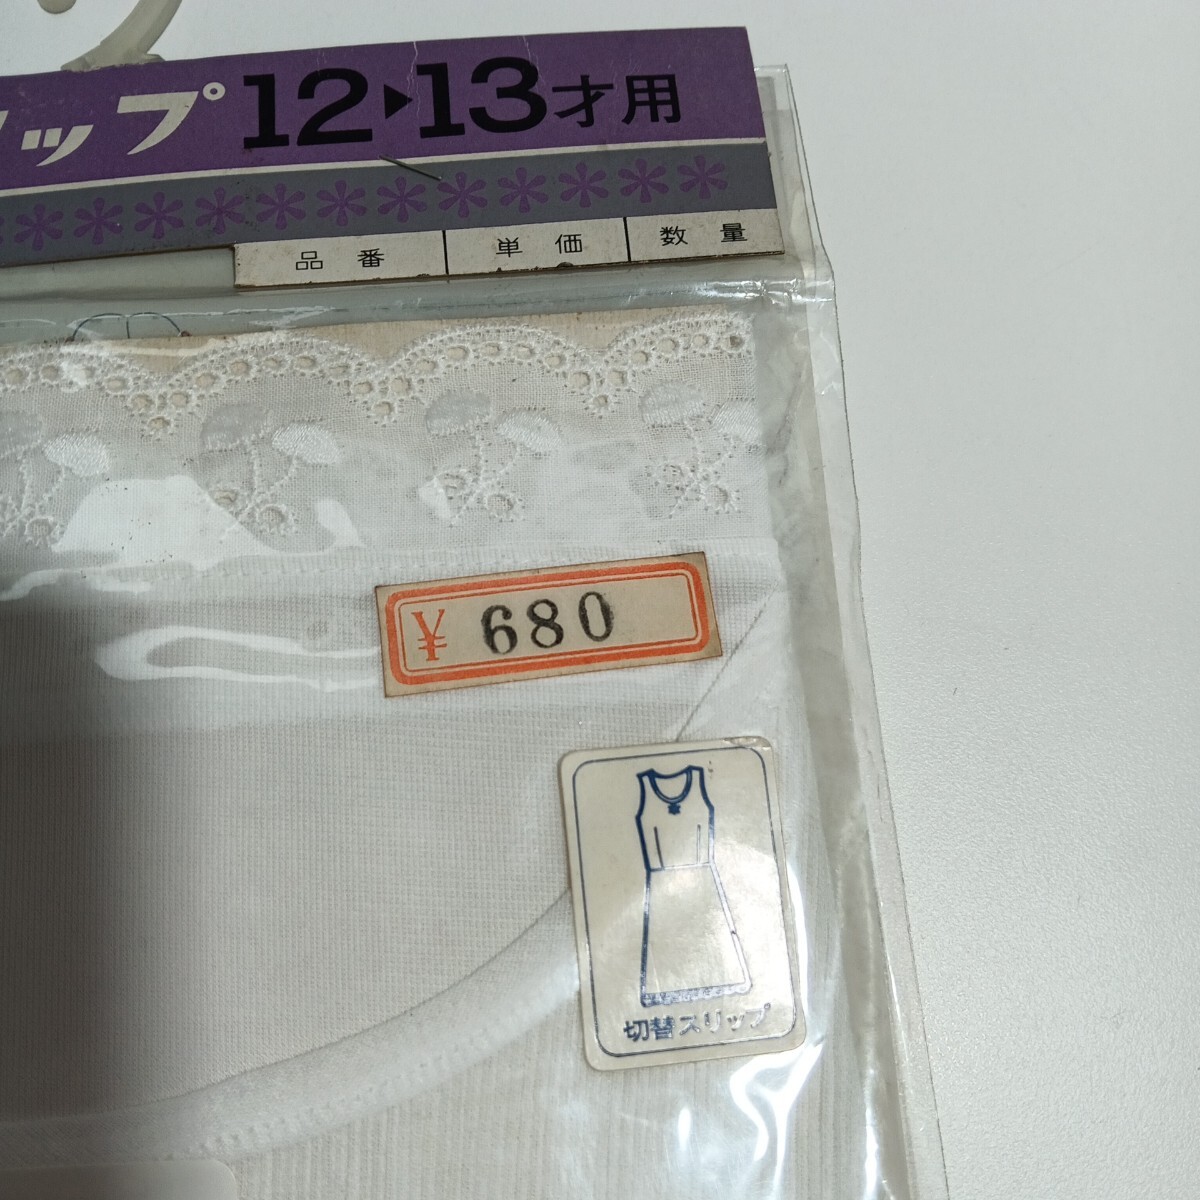 ップ 12▶13才用
品番 単価 数量
¥ 680
切替スリップ